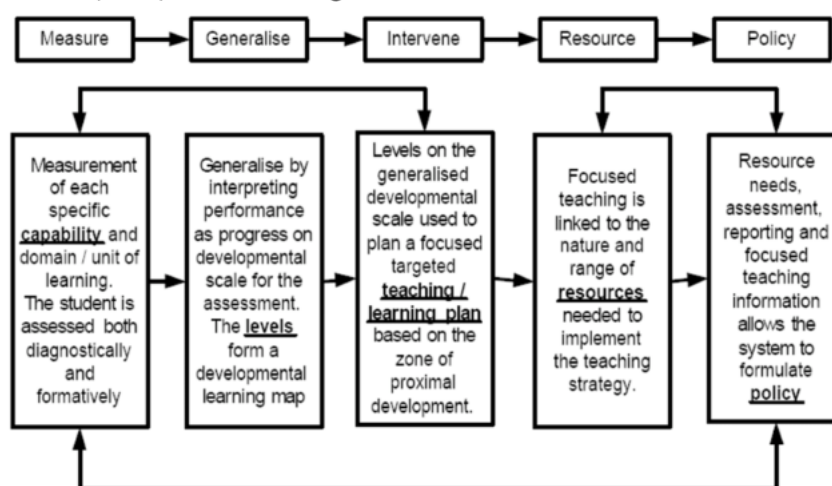 Measure
Generalise
Intervene
Resource
Policy
Measurement
of each
specific
capability and
domain / unit of
learning.
The student is
assessed both
diagnostically
and
formatively
Generalise by
interpreting
performance
as progress on
developmental
scale for the
assessment.
The levels
form a
developmental
learning map
Levels on the
generalised
developmental
scale used to
plan a focused
targeted
teaching /
learning plan
based on the
zone of
proximal
development.
Focused
teaching is
linked to the
nature and
range of
resources
needed to
implement
the teaching
strategy.
Resource
needs,
assessment,
reporting and
focused
teaching
information
allows the
system to
formulate
policy